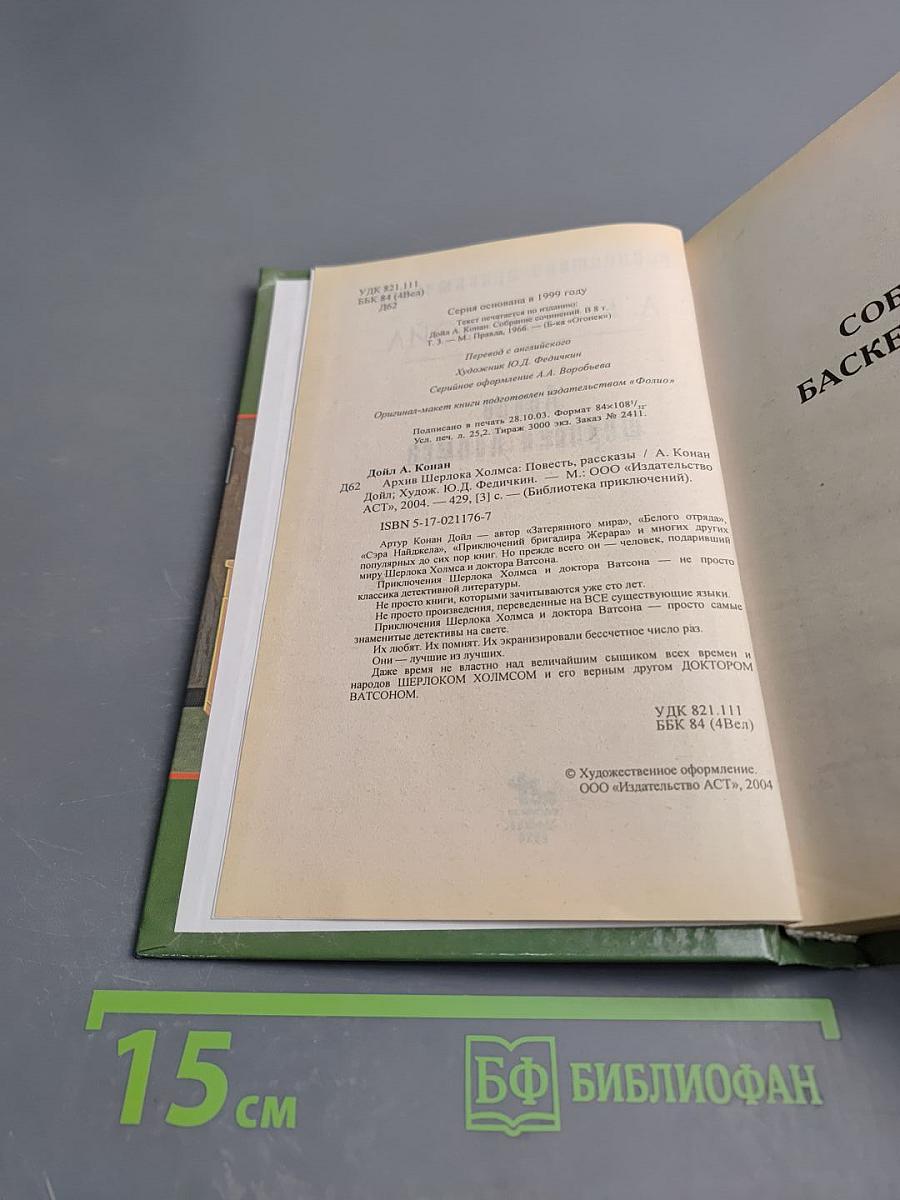 УДК 821.111
ББК 84 (4Вел)
Д62
Серия основана в 1999 году
Текст печатается по изданию:
Дойл А. Конан. Собрание сочинений. В 8 т.
Т. 3. — М.: Правда, 1966. — (Б-ка «Огонек»)
Перевод с английского
Художник Ю.Д. Федичкин
Серийное оформление А.А. Воробьева
Оригинал-макет книги подготовлен издательством «Фолио»
Подписано в печать 28.10.03. Формат 84×108¹/₃₂.
Усл. печ. л. 25,2. Тираж 3000 экз. Заказ № 2411.
Дойл А. Конан
Д62 Архив Шерлока Холмса: Повесть, рассказы / А. Конан
Дойл; Худож. Ю.Д. Федичкин. — М.: ООО «Издательство
АСТ», 2004. — 429, [3] с. — (Библиотека приключений).
ISBN 5-17-021176-7
Артур Конан Дойл — автор «Затерянного мира», «Белого отряда»,
«Сэра Найджела», «Приключений бригадира Жерара» и многих других
популярных до сих пор книг. Но прежде всего он — человек, подаривший
миру Шерлока Холмса и доктора Ватсона.
Приключения Шерлока Холмса и доктора Ватсона — не просто
классика детективной литературы.
Не просто книги, которыми зачитываются уже сто лет.
Не просто произведения, переведенные на ВСЕ существующие языки.
Приключения Шерлока Холмса и доктора Ватсона — просто самые
знаменитые детективы на свете.
Их любят. Их помнят. Их экранизировали бессчетное число раз.
Они — лучшие из лучших.
Даже время не властно над величайшим сыщиком всех времен и
народов ШЕРЛОКОМ ХОЛМСОМ и его верным другом ДОКТОРОМ
ВАТСОНОМ.
УДК 821.111
ББК 84 (4Вел)
© Художественное оформление.
ООО «Издательство АСТ», 2004
СОБ
БАСКЕ
15 см
БФ БИБЛИОФАН